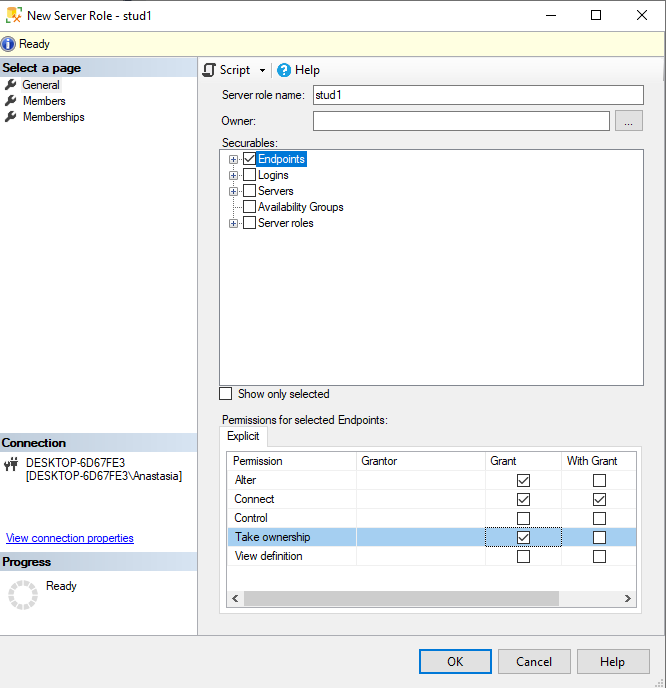 New Server Role - stud1
Ready
Select a page
General
Members
Memberships
Script
Help
Server role name:
stud1
Owner:
...
Securables:
Endpoints
Logins
Servers
Availability Groups
Server roles
Show only selected
Permissions for selected Endpoints:
Explicit
Permission Grantor Grant With Grant
Alter
Connect
Control
Take ownership
View definition
Connection
DESKTOP-6D67FE3
[DESKTOP-6D67FE3\Anastasia]
View connection properties
Progress
Ready
OK Cancel Help